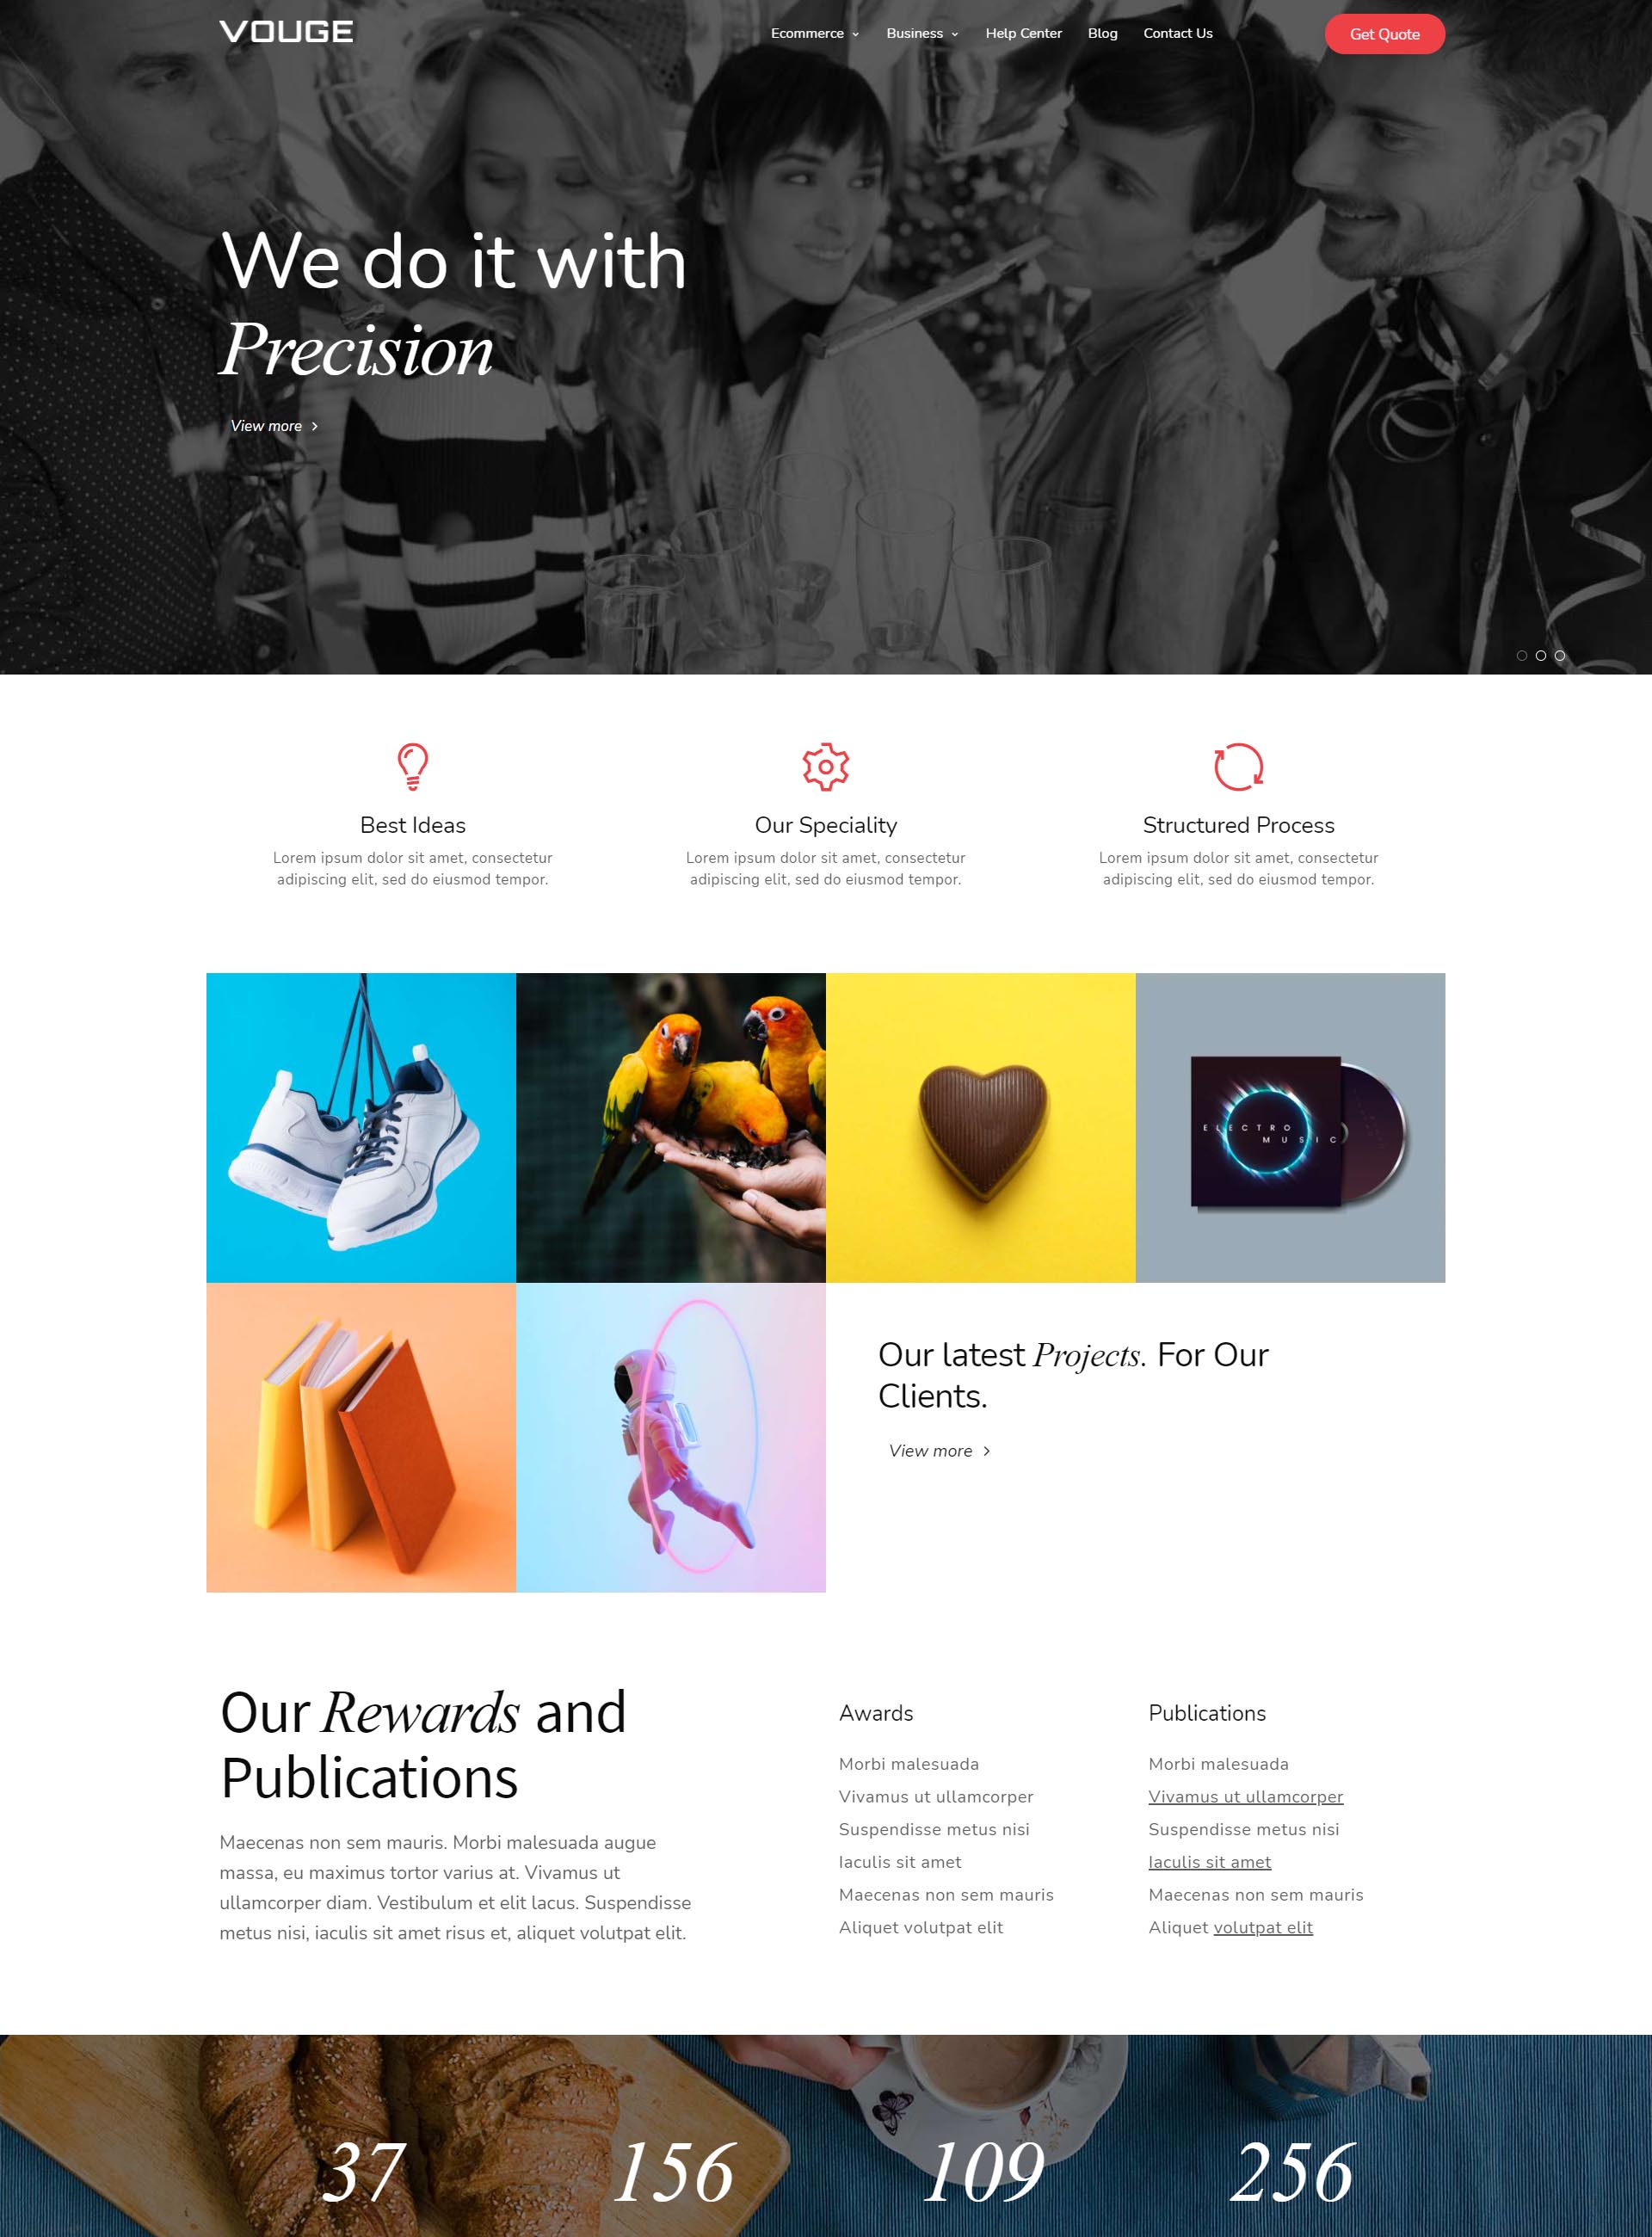 VOUGE
Ecommerce
Business
Help Center
Blog
Contact Us
Get Quote
We do it with
Precision
View more
Best Ideas
Lorem ipsum dolor sit amet, consectetur
adipiscing elit, sed do eiusmod tempor.
Our Speciality
Lorem ipsum dolor sit amet, consectetur
adipiscing elit, sed do eiusmod tempor.
Structured Process
Lorem ipsum dolor sit amet, consectetur
adipiscing elit, sed do eiusmod tempor.
ELECTRO
MUSIC
Our latest Projects. For Our
Clients.
View more
Our Rewards and
Publications
Maecenas non sem mauris. Morbi malesuada augue
massa, eu maximus tortor varius at. Vivamus ut
ullamcorper diam. Vestibulum et elit lacus. Suspendisse
metus nisi, iaculis sit amet risus et, aliquet volutpat elit.
Awards
Morbi malesuada
Vivamus ut ullamcorper
Suspendisse metus nisi
Iaculis sit amet
Maecenas non sem mauris
Aliquet volutpat elit
Publications
Morbi malesuada
Vivamus ut ullamcorper
Suspendisse metus nisi
Iaculis sit amet
Maecenas non sem mauris
Aliquet volutpat elit
37
156
109
256